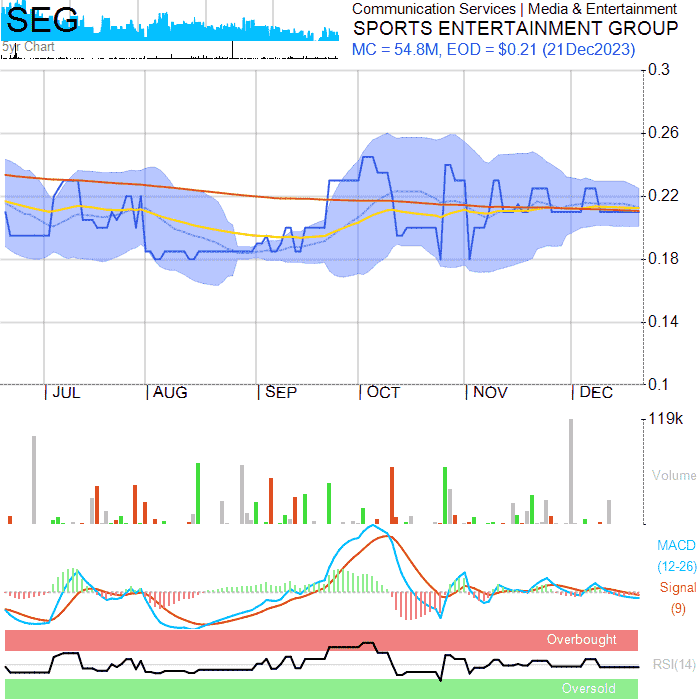 SEG
5yr Chart
Communication Services | Media & Entertainment
SPORTS ENTERTAINMENT GROUP
MC = 54.8M, EOD = $0.21 (21Dec2023)
0.3
0.26
0.22
0.18
0.14
0.1
JUL AUG SEP OCT NOV DEC
119k
Volume
MACD
(12-26)
Signal
(9)
Overbought
RSI(14)
Oversold